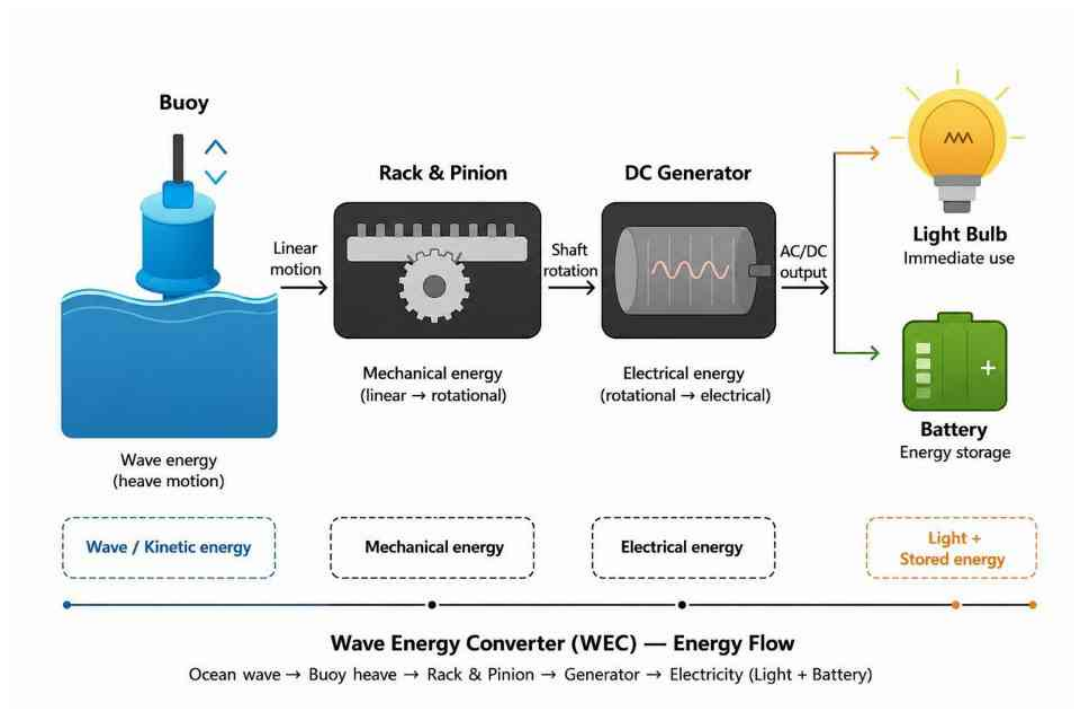 Buoy
Rack & Pinion
DC Generator
Linear
motion
Shaft
rotation
AC/DC
output
Light Bulb
Immediate use
Mechanical energy
(linear → rotational)
Electrical energy
(rotational → electrical)
+
Battery
Energy storage
Wave energy
(heave motion)
Wave / Kinetic energy
Mechanical energy
Electrical energy
Light +
Stored energy
Wave Energy Converter (WEC) — Energy Flow
Ocean wave → Buoy heave → Rack & Pinion → Generator → Electricity (Light + Battery)